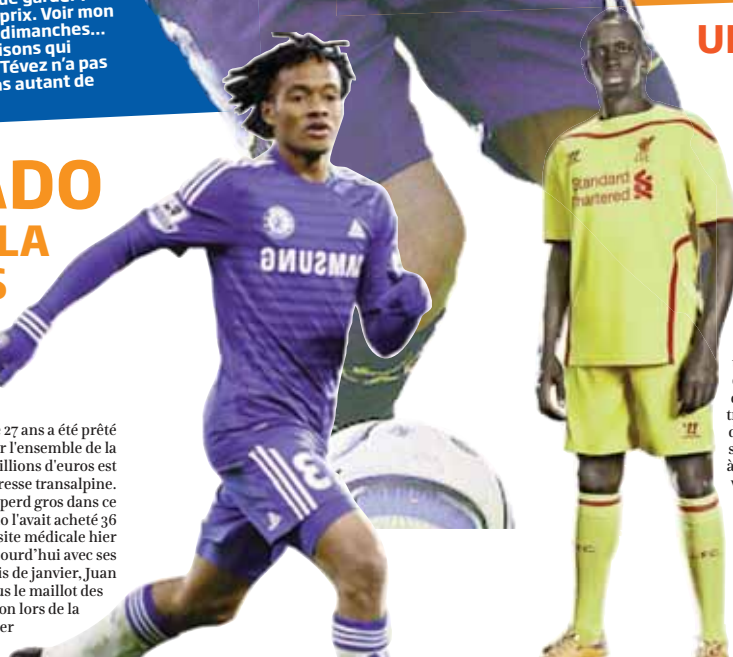 prix. Voir mon
dimanches...
isons qui
Tévez n'a pas
s autant de
UN
ADO
LA
S
27 ans a été prêté
r l'ensemble de la
illions d'euros est
resse transalpine.
perd gros dans ce
o l'avait acheté 36
site médicale hier
ourd'hui avec ses
is de janvier, Juan
us le maillot des
on lors de la
er
SAMSUNG
Standard
Chartered